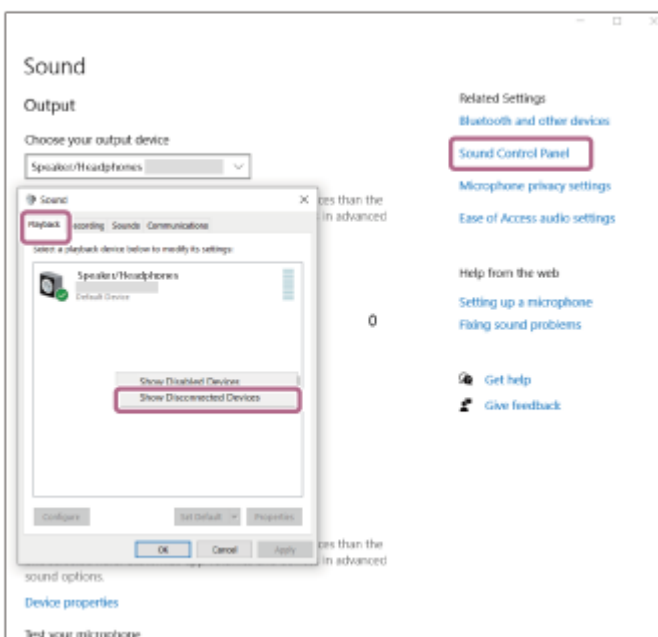 Sound
Output
Choose your output device
Speaker/Headphones
Sound
Playback
Recording
Sounds
Communications
Select a playback device below to modify its settings:
Speaker/Headphones
Default Device
Show Disabled Devices
Show Disconnected Devices
Configure
Set Default
Properties
OK
Cancel
Apply
ces than the
in advanced
0
ces than the
in advanced
sound options.
Device properties
Test your microphone
Related Settings
Bluetooth and other devices
Sound Control Panel
Microphone privacy settings
Ease of Access audio settings
Help from the web
Setting up a microphone
Fixing sound problems
Get help
Give feedback